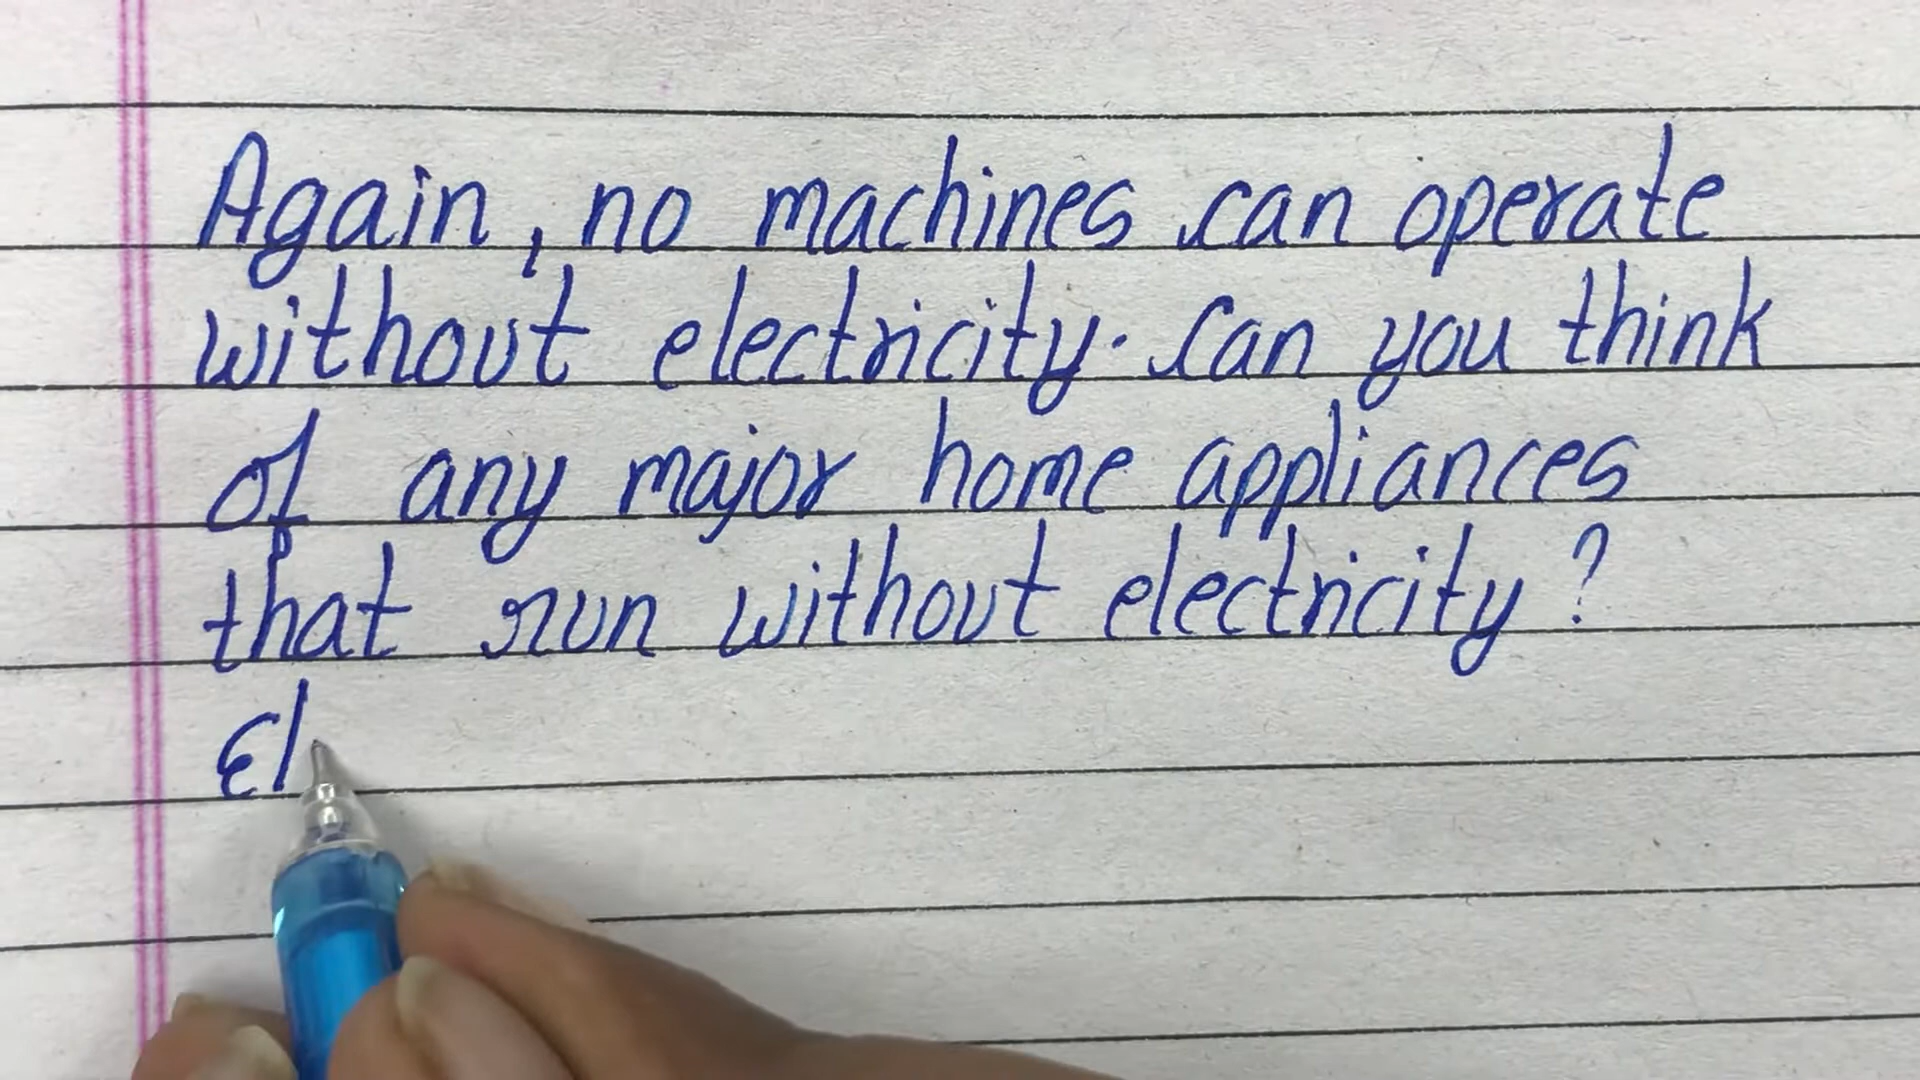 Again, no machines can operate
without electricity. Can you think
of any major home appliances
that run without electricity?
El